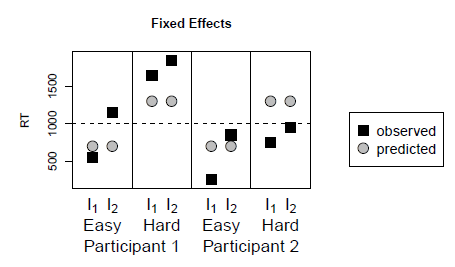 Fixed Effects
RT
500 1000 1500
observed
predicted
I1 I2 I1 I2 I1 I2 I1 I2
Easy Hard Easy Hard
Participant 1 Participant 2